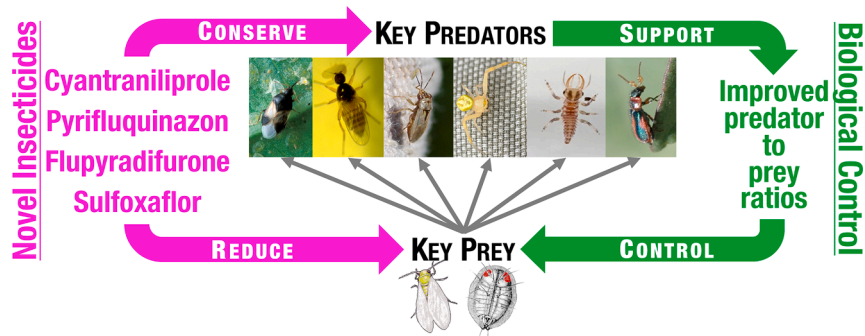 Novel Insecticides
CONSERVE
KEY PREDATORS
SUPPORT
Biological Control
Cyantraniliprole
Pyrifluquinazon
Flupyradifurone
Sulfoxaflor
Improved
predator
to
prey
ratios
REDUCE
KEY PREY
CONTROL